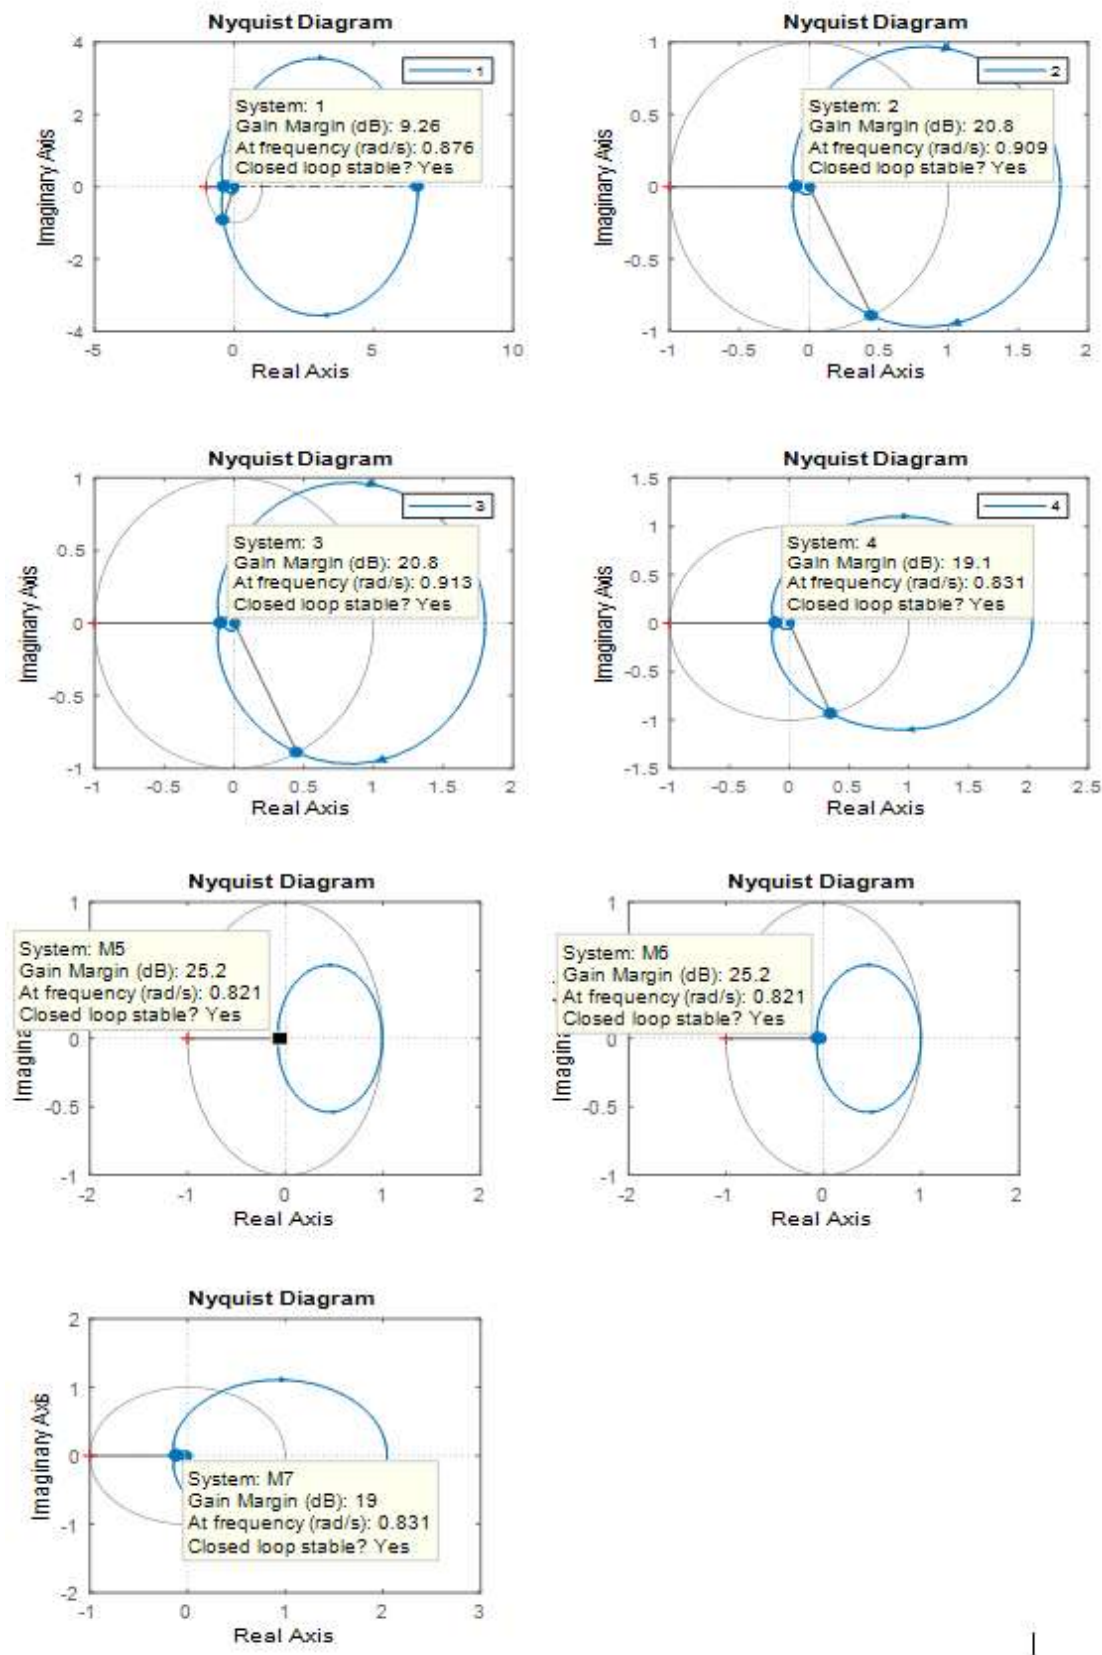 Nyquist Diagram
4
2
0
-2
-4
Imaginary Axis
1
System: 1
Gain Margin (dB): 9.26
At frequency (rad/s): 0.876
Closed loop stable? Yes
-5
0
5
10
Real Axis
Nyquist Diagram
1
0.5
0
-0.5
-1
Imaginary Axis
2
System: 2
Gain Margin (dB): 20.8
At frequency (rad/s): 0.909
Closed loop stable? Yes
-1
-0.5
0
0.5
1
1.5
2
Real Axis
Nyquist Diagram
1
0.5
0
-0.5
-1
Imaginary Axis
3
System: 3
Gain Margin (dB): 20.8
At frequency (rad/s): 0.913
Closed loop stable? Yes
-1
-0.5
0
0.5
1
1.5
2
Real Axis
Nyquist Diagram
1.5
1
0.5
0
-0.5
-1
-1.5
Imaginary Axis
4
System: 4
Gain Margin (dB): 19.1
At frequency (rad/s): 0.831
Closed loop stable? Yes
-1
-0.5
0
0.5
1
1.5
2
2.5
Real Axis
Nyquist Diagram
1
0
-0.5
-1
Imagina
System: M5
Gain Margin (dB): 25.2
At frequency (rad/s): 0.821
Closed loop stable? Yes
-2
-1
0
1
2
Real Axis
Nyquist Diagram
1
0
-0.5
-1
Imagina
System: M6
Gain Margin (dB): 25.2
At frequency (rad/s): 0.821
Closed loop stable? Yes
-2
-1
0
1
2
Real Axis
Nyquist Diagram
2
1
0
-1
-2
Imaginary Axis
System: M7
Gain Margin (dB): 19
At frequency (rad/s): 0.831
Closed loop stable? Yes
-1
0
1
2
3
Real Axis